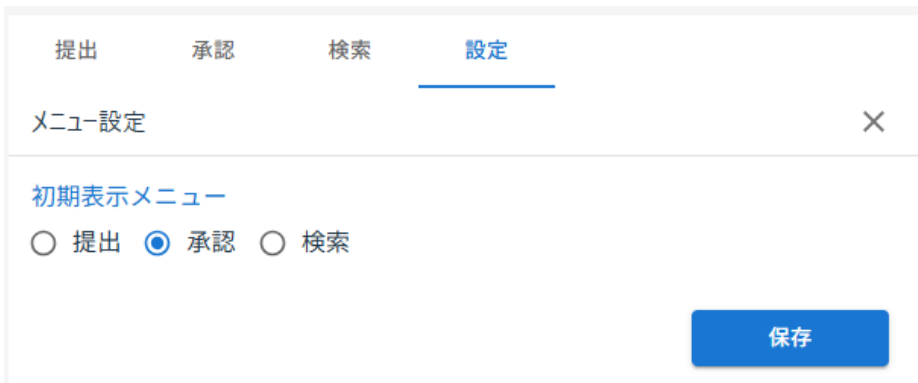 提出 承認 検索 設定
メニュー設定
初期表示メニュー
提出 承認 検索
保存